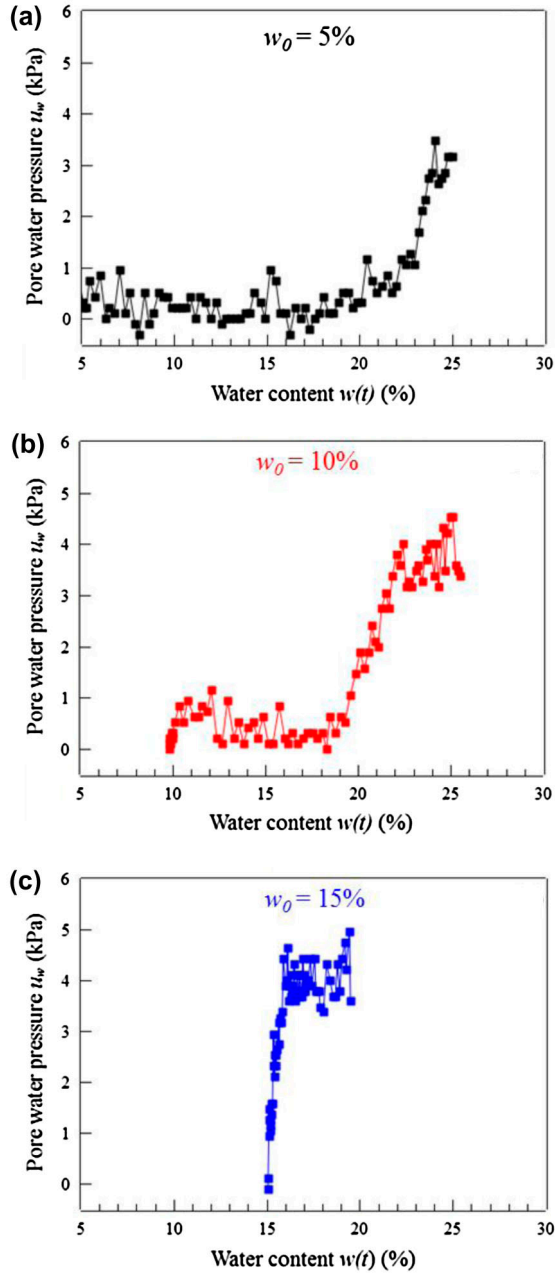 (a)
w₀ = 5%
Pore water pressure u_w (kPa)
6
5
4
3
2
1
0
5 10 15 20 25 30
Water content w(t) (%)
(b)
w₀ = 10%
Pore water pressure u_w (kPa)
6
5
4
3
2
1
0
5 10 15 20 25 30
Water content w(t) (%)
(c)
w₀ = 15%
Pore water pressure u_w (kPa)
6
5
4
3
2
1
0
5 10 15 20 25 30
Water content w(t) (%)